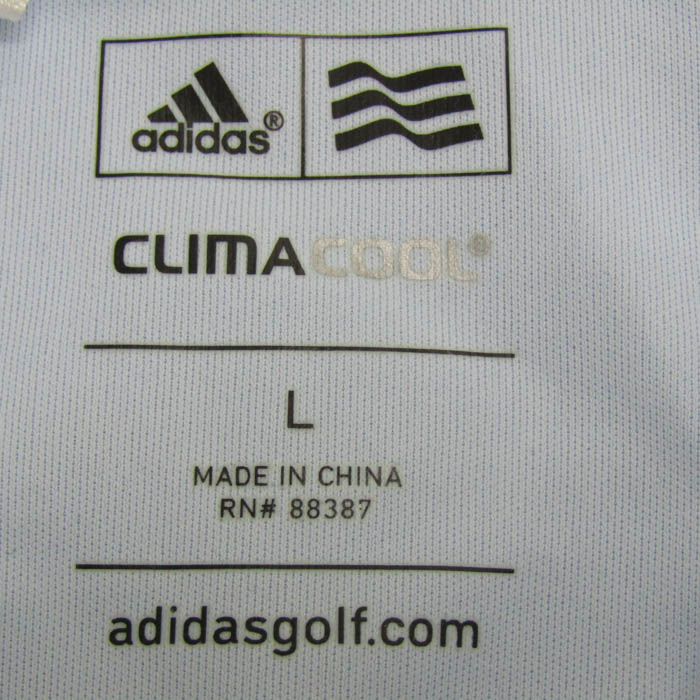 adidas®
CLIMACOOL®
L
MADE IN CHINA
RN# 88387
adidasgolf.com